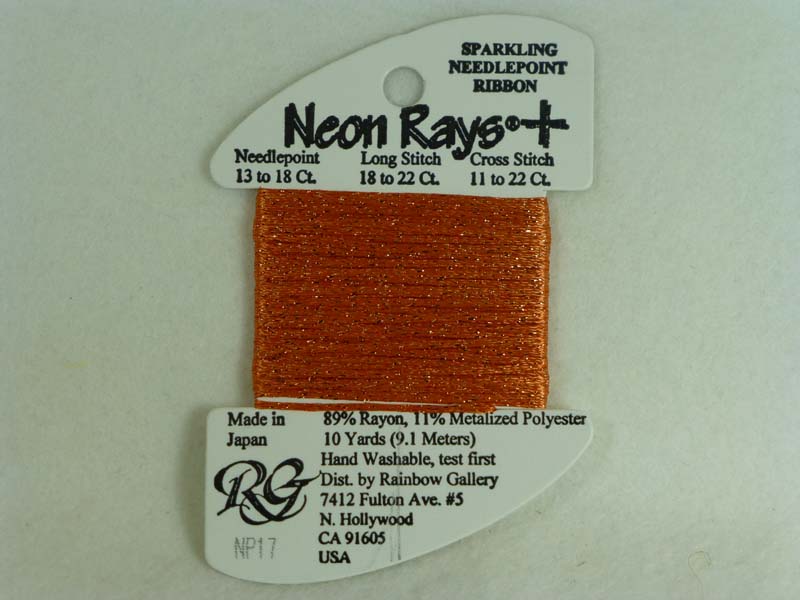 SPARKLING
NEEDLEPOINT
RIBBON
Neon Rays®+
Needlepoint Long Stitch Cross Stitch
13 to 18 Ct. 18 to 22 Ct. 11 to 22 Ct.
Made in
Japan
89% Rayon, 11% Metalized Polyester
10 Yards (9.1 Meters)
Hand Washable, test first
Dist. by Rainbow Gallery
7412 Fulton Ave. #5
N. Hollywood
CA 91605
USA
RG
NP17